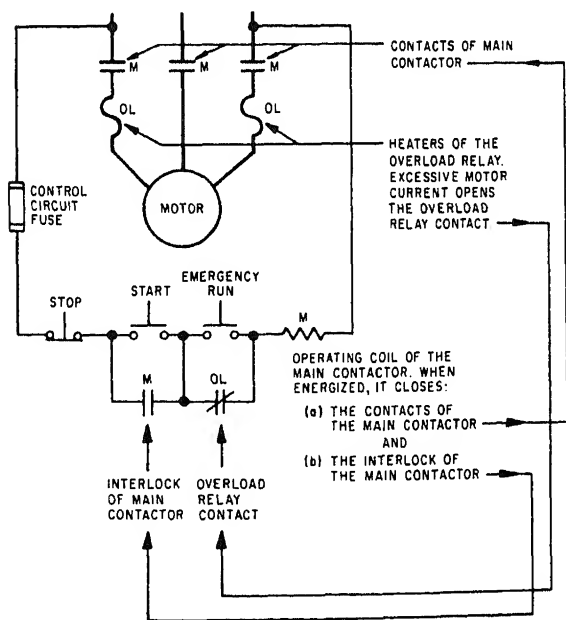 M
M
M
CONTACTS OF MAIN
CONTACTOR
OL
OL
HEATERS OF THE
OVERLOAD RELAY.
EXCESSIVE MOTOR
CURRENT OPENS
THE OVERLOAD
RELAY CONTACT
CONTROL
CIRCUIT
FUSE
MOTOR
STOP
START
EMERGENCY
RUN
M
M
OL
OPERATING COIL OF THE
MAIN CONTACTOR. WHEN
ENERGIZED, IT CLOSES:
(a) THE CONTACTS OF
THE MAIN CONTACTOR
AND
(b) THE INTERLOCK OF
THE MAIN CONTACTOR
INTERLOCK
OF MAIN
CONTACTOR
OVERLOAD
RELAY
CONTACT